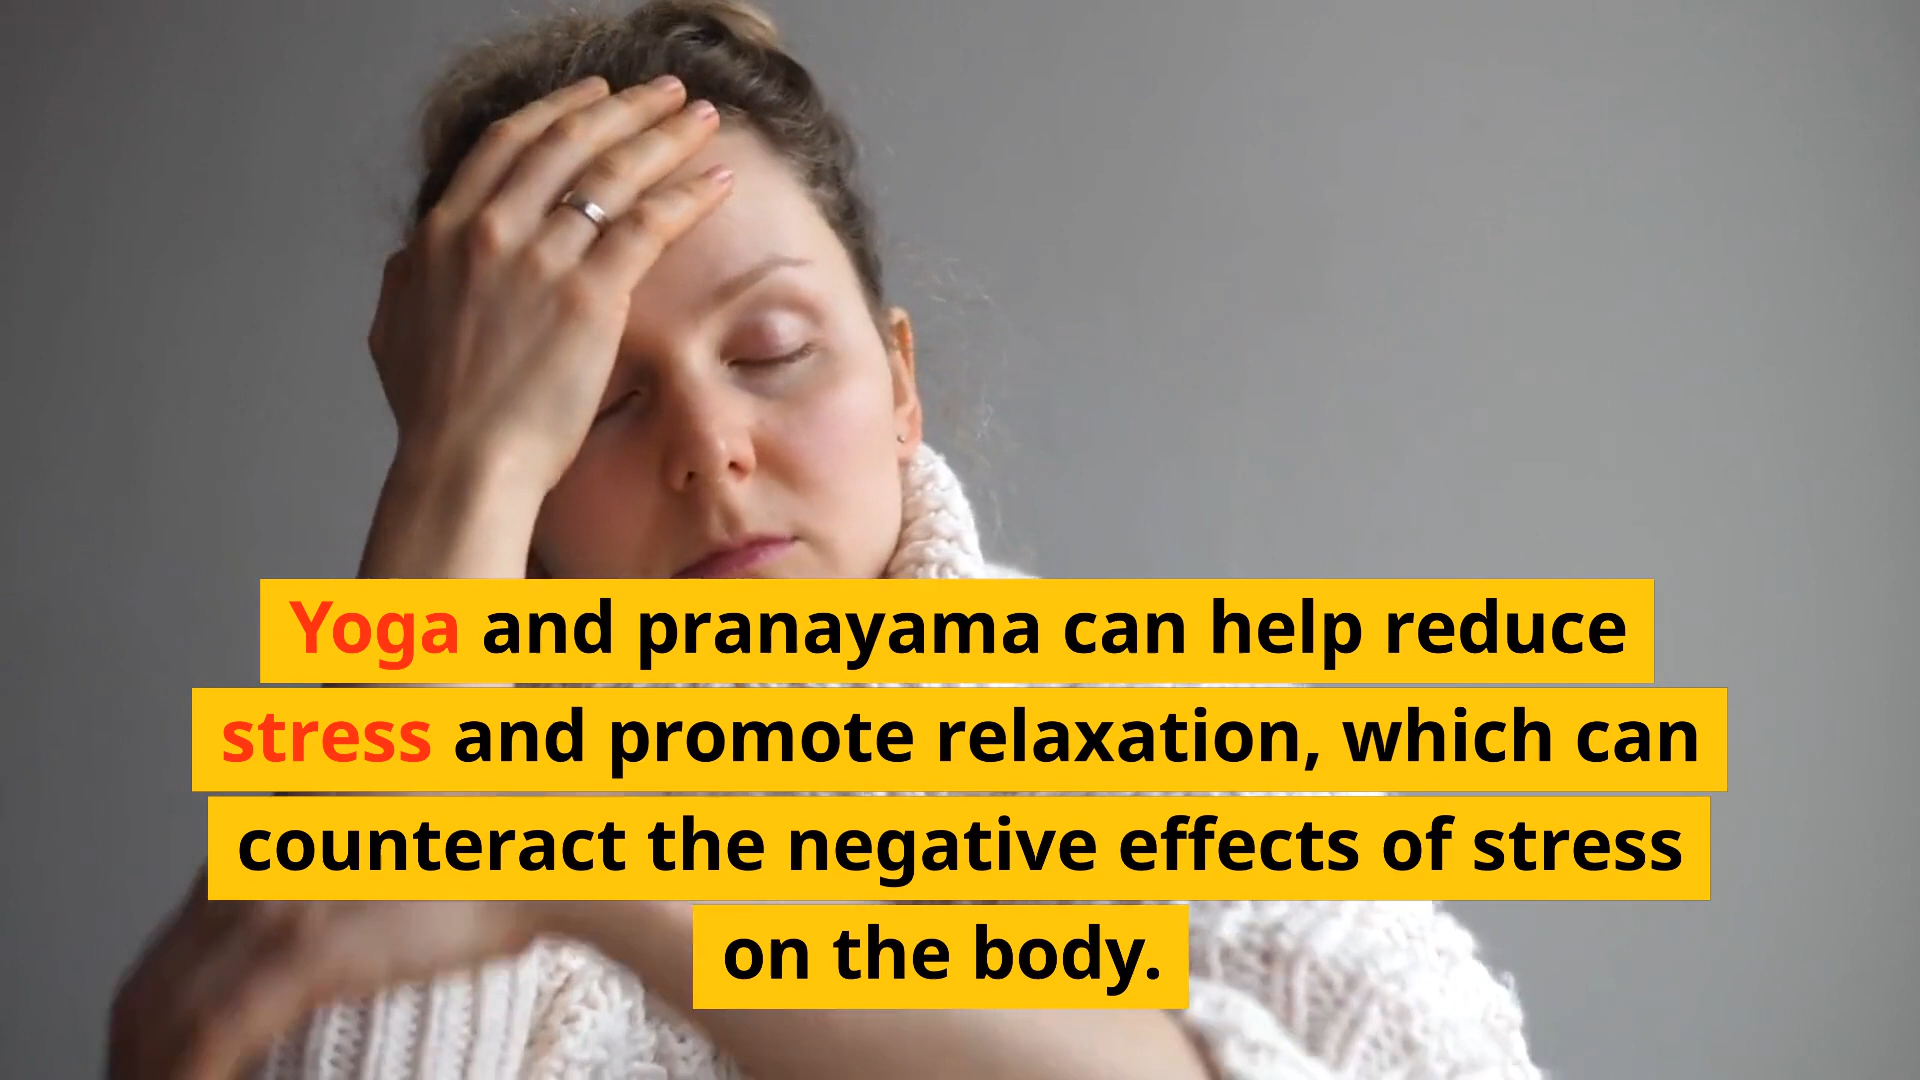 Yoga and pranayama can help reduce
stress and promote relaxation, which can
counteract the negative effects of stress
on the body.